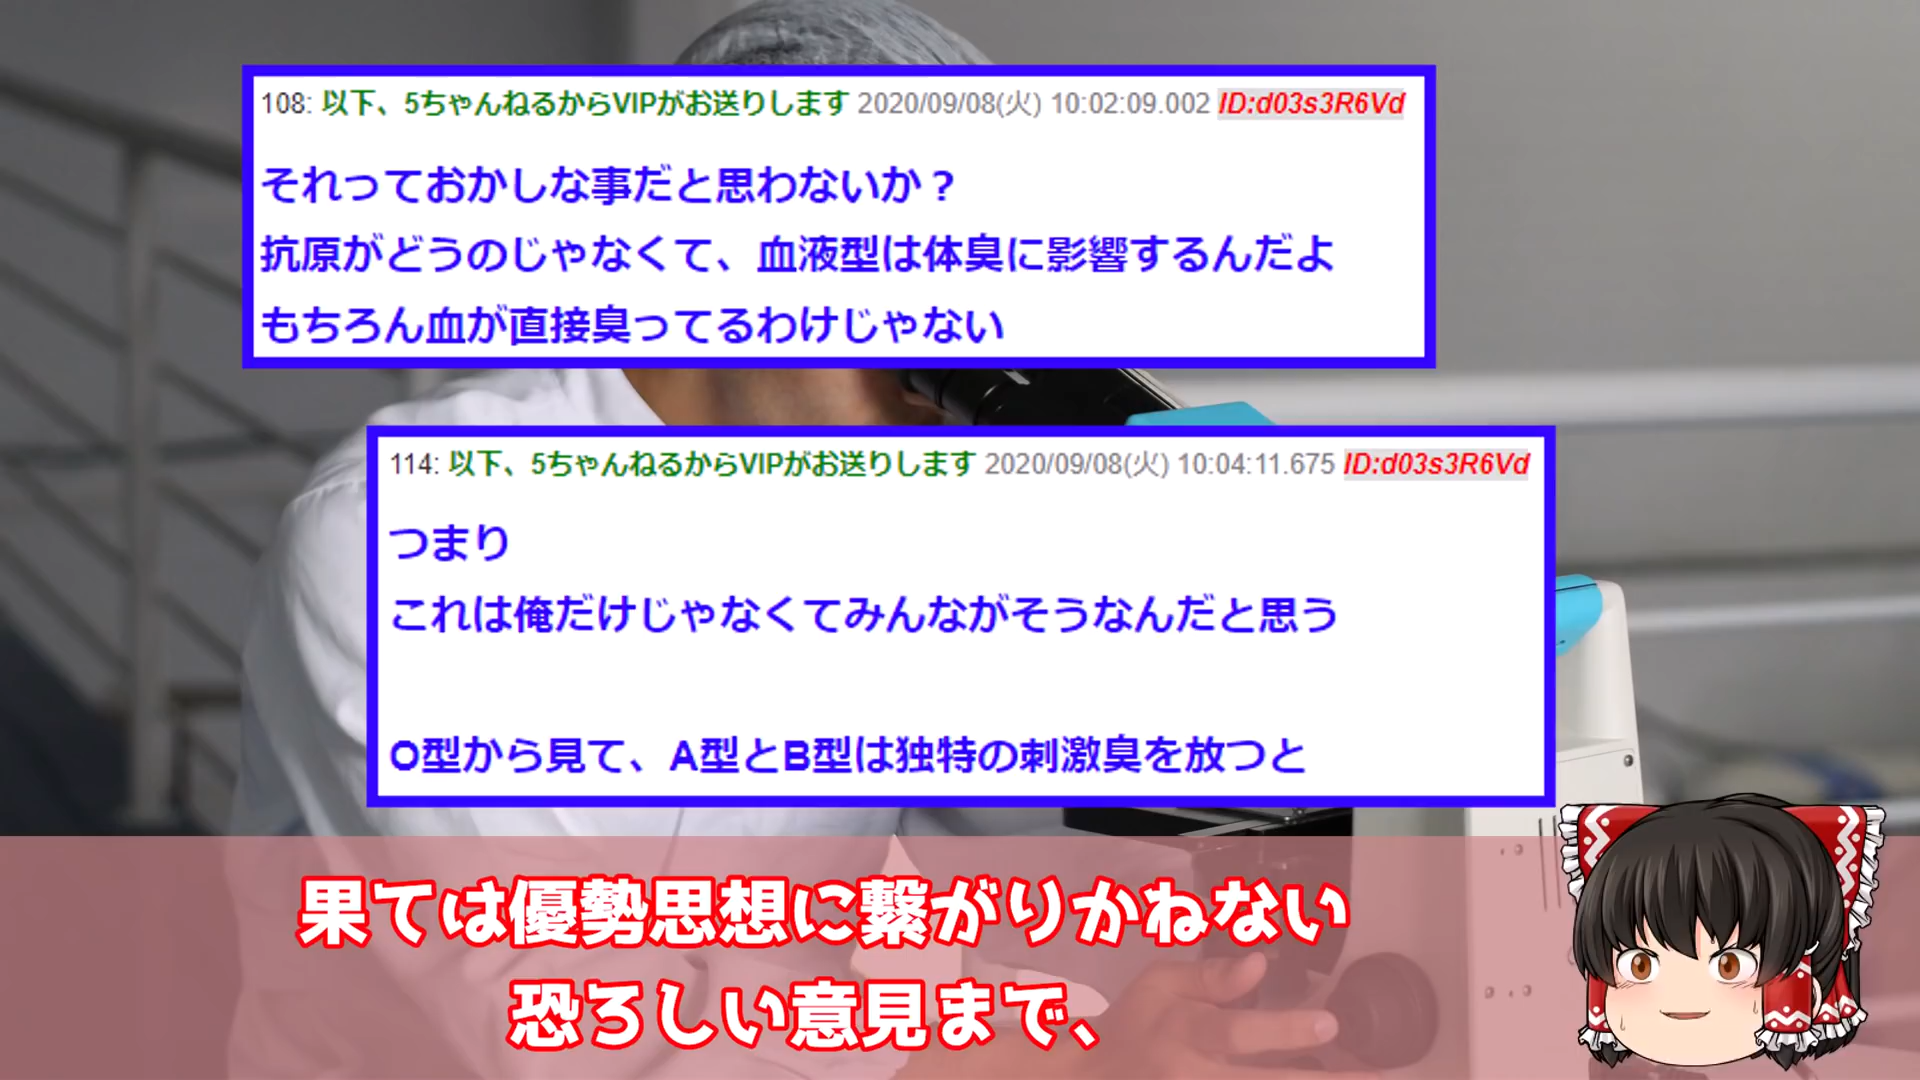 108: 以下、5ちゃんねるからVIPがお送りします 2020/09/08(火) 10:02:09.002 ID:d03s3R6Vd
それっておかしな事だと思わないか？
抗原がどうのじゃなくて、血液型は体臭に影響するんだよ
もちろん血が直接臭ってるわけじゃない
114: 以下、5ちゃんねるからVIPがお送りします 2020/09/08(火) 10:04:11.675 ID:d03s3R6Vd
つまり
これは俺だけじゃなくてみんながそうなんだと思う
O型から見て、A型とB型は独特の刺激臭を放つと
果ては優勢思想に繋がりかねない
恐ろしい意見まで、